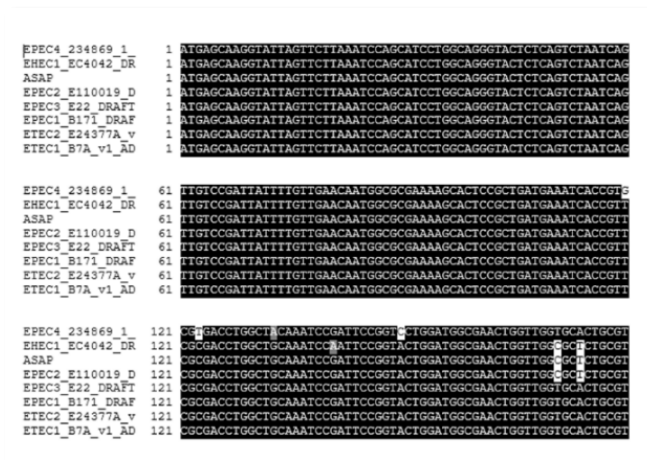 EPEC4_234869_1_ 1 ATGAGCAAGGTATTAGTTCTTAAATCCAGCATCCTGGCAGGGTACTCTCAGTCTAATCAG
EHEC1_EC4042_DR 1 ATGAGCAAGGTATTAGTTCTTAAATCCAGCATCCTGGCAGGGTACTCTCAGTCTAATCAG
ASAP 1 ATGAGCAAGGTATTAGTTCTTAAATCCAGCATCCTGGCAGGGTACTCTCAGTCTAATCAG
EPEC2_E110019_D 1 ATGAGCAAGGTATTAGTTCTTAAATCCAGCATCCTGGCAGGGTACTCTCAGTCTAATCAG
EPEC3_E22_DRAFT 1 ATGAGCAAGGTATTAGTTCTTAAATCCAGCATCCTGGCAGGGTACTCTCAGTCTAATCAG
EPEC1_B171_DRAF 1 ATGAGCAAGGTATTAGTTCTTAAATCCAGCATCCTGGCAGGGTACTCTCAGTCTAATCAG
ETEC2_E24377A_v 1 ATGAGCAAGGTATTAGTTCTTAAATCCAGCATCCTGGCAGGGTACTCTCAGTCTAATCAG
ETEC1_B7A_v1_AD 1 ATGAGCAAGGTATTAGTTCTTAAATCCAGCATCCTGGCAGGGTACTCTCAGTCTAATCAG
EPEC4_234869_1_ 61 TTGTCCGATTATTTTGTTGAACAATGGCGCGAAAAGCACTCCGCTGATGAAATCACCGTG
EHEC1_EC4042_DR 61 TTGTCCGATTATTTTGTTGAACAATGGCGCGAAAAGCACTCCGCTGATGAAATCACCGTT
ASAP 61 TTGTCCGATTATTTTGTTGAACAATGGCGCGAAAAGCACTCCGCTGATGAAATCACCGTT
EPEC2_E110019_D 61 TTGTCCGATTATTTTGTTGAACAATGGCGCGAAAAGCACTCCGCTGATGAAATCACCGTT
EPEC3_E22_DRAFT 61 TTGTCCGATTATTTTGTTGAACAATGGCGCGAAAAGCACTCCGCTGATGAAATCACCGTT
EPEC1_B171_DRAF 61 TTGTCCGATTATTTTGTTGAACAATGGCGCGAAAAGCACTCCGCTGATGAAATCACCGTT
ETEC2_E24377A_v 61 TTGTCCGATTATTTTGTTGAACAATGGCGCGAAAAGCACTCCGCTGATGAAATCACCGTT
ETEC1_B7A_v1_AD 61 TTGTCCGATTATTTTGTTGAACAATGGCGCGAAAAGCACTCCGCTGATGAAATCACCGTT
EPEC4_234869_1_ 121 CGTGACCTGGCTACAAATCCGATTCCGGTCCTGGATGGCGAACTGGTTGGTGCACTGCGT
EHEC1_EC4042_DR 121 CGCGACCTGGCTGCAAATCCAATTCCGGTACTGGATGGCGAACTGGTTGGCGCTCTGCGT
ASAP 121 CGCGACCTGGCTGCAAATCCGATTCCGGTACTGGATGGCGAACTGGTTGGCGCTCTGCGT
EPEC2_E110019_D 121 CGCGACCTGGCTGCAAATCCGATTCCGGTACTGGATGGCGAACTGGTTGGCGCTCTGCGT
EPEC3_E22_DRAFT 121 CGCGACCTGGCTGCAAATCCGATTCCGGTACTGGATGGCGAACTGGTTGGTGCACTGCGT
EPEC1_B171_DRAF 121 CGCGACCTGGCTGCAAATCCGATTCCGGTACTGGATGGCGAACTGGTTGGTGCACTGCGT
ETEC2_E24377A_v 121 CGCGACCTGGCTGCAAATCCGATTCCGGTACTGGATGGCGAACTGGTTGGTGCACTGCGT
ETEC1_B7A_v1_AD 121 CGCGACCTGGCTGCAAATCCGATTCCGGTACTGGATGGCGAACTGGTTGGTGCACTGCGT